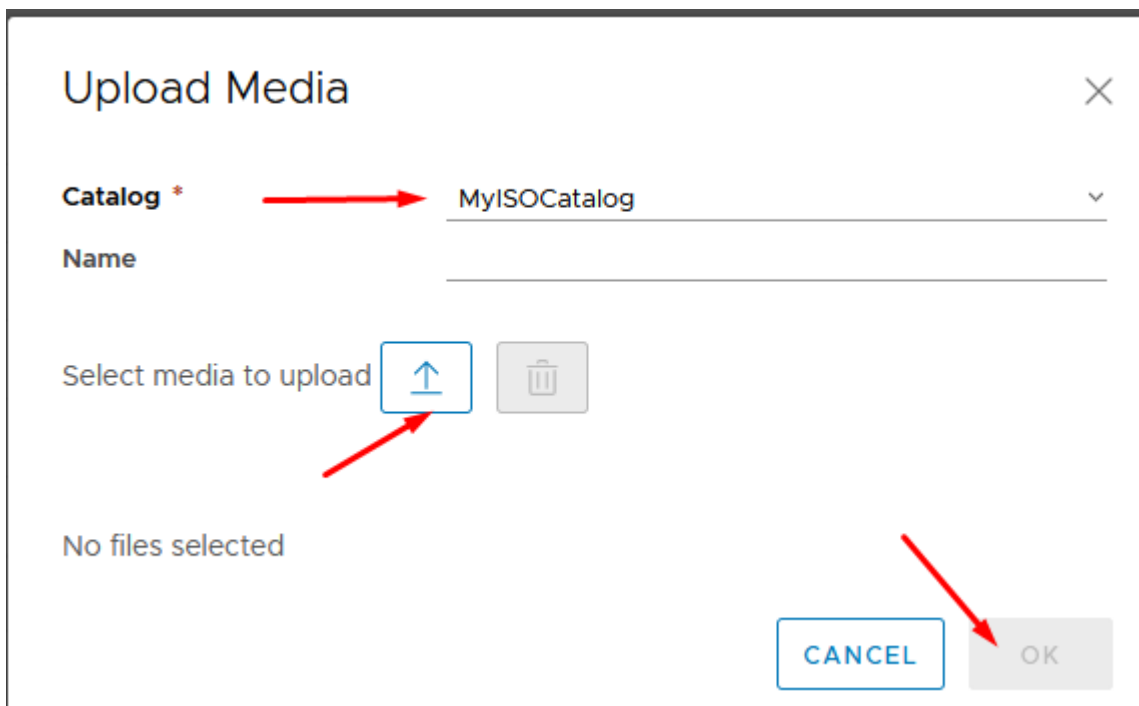 Upload Media
Catalog * MyISOCatalog
Name
Select media to upload
No files selected
CANCEL OK